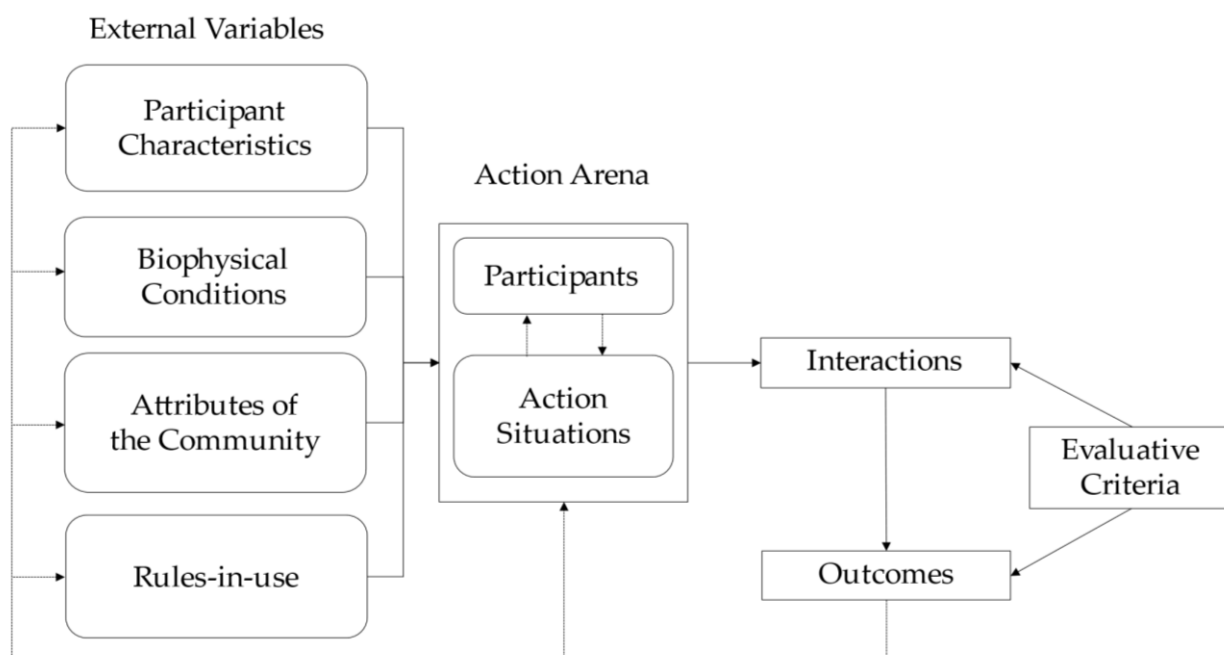 External Variables
Participant
Characteristics
Biophysical
Conditions
Attributes of
the Community
Rules-in-use
Action Arena
Participants
Action
Situations
Interactions
Outcomes
Evaluative
Criteria